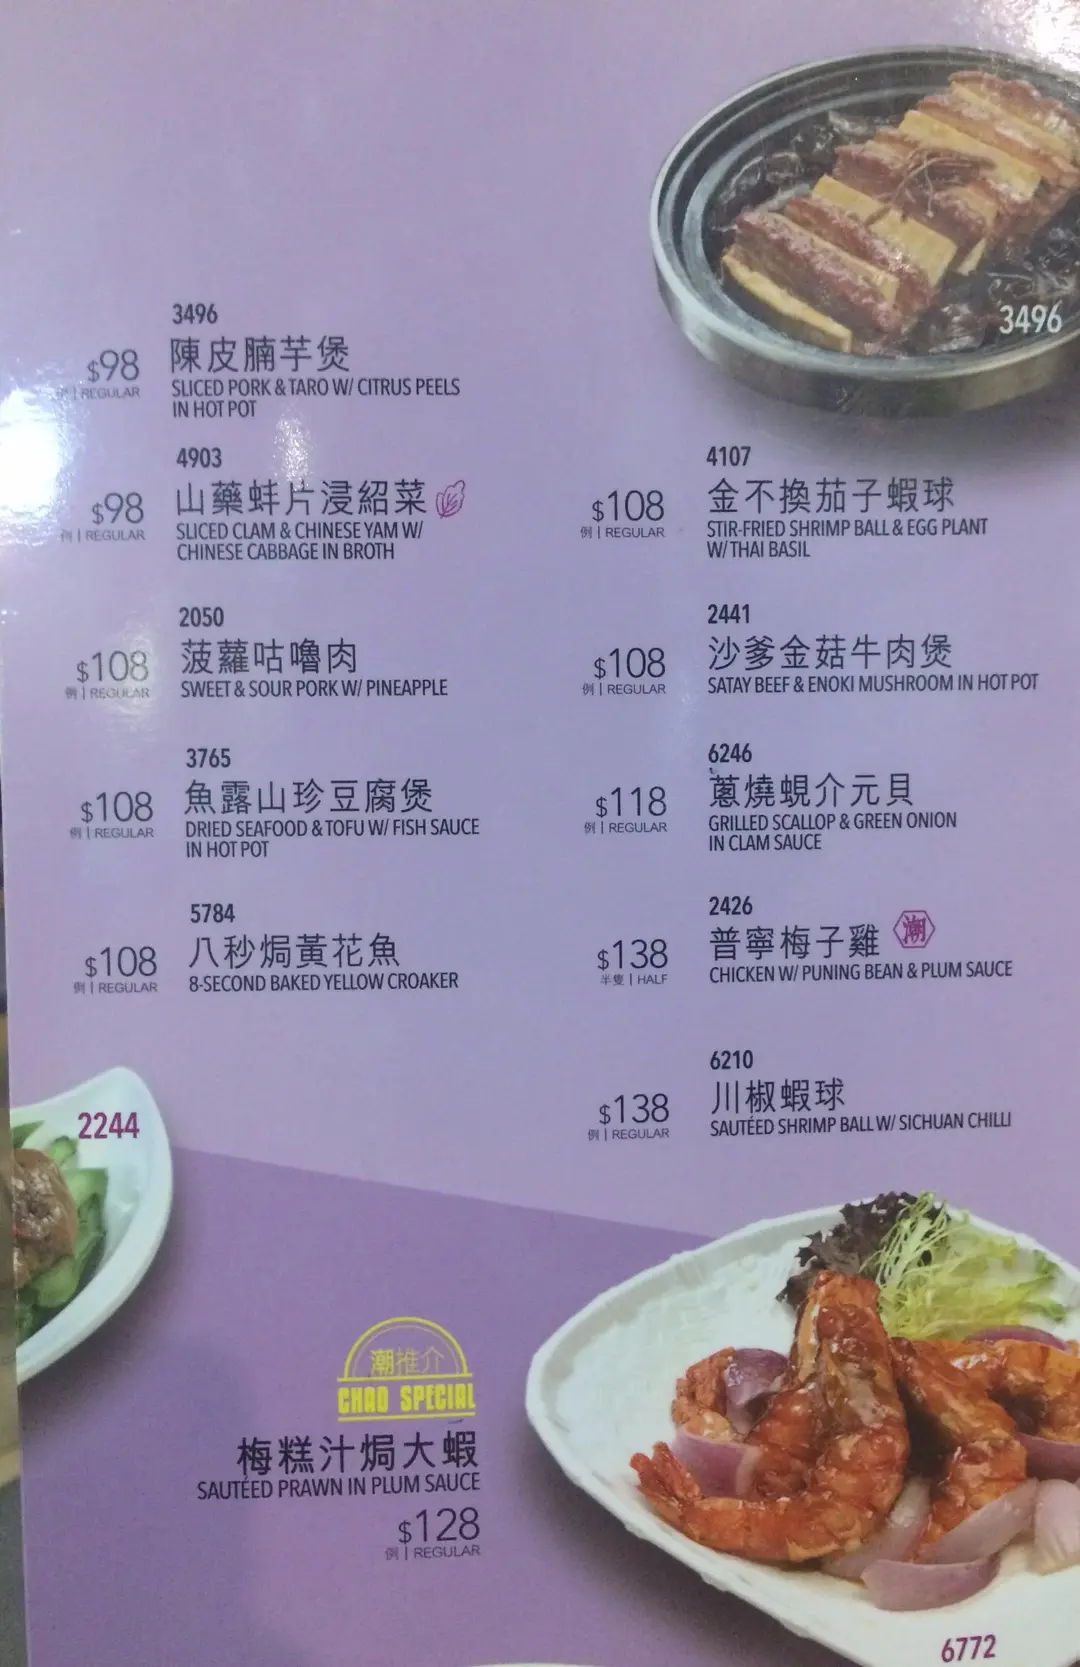 3496
3496
陳皮腩芋煲
$98
SLICED PORK & TARO W/ CITRUS PEELS
| REGULAR
IN HOT POT
4903
山藥蚌片浸紹菜
$98
例 | REGULAR
SLICED CLAM & CHINESE YAM W/
CHINESE CABBAGE IN BROTH
2050
菠蘿咕嚕肉
$108
例 | REGULAR
SWEET & SOUR PORK W/ PINEAPPLE
3765
魚露山珍豆腐煲
$108
例 | REGULAR
DRIED SEAFOOD & TOFU W/ FISH SAUCE
IN HOT POT
5784
八秒焗黃花魚
$108
例 | REGULAR
8-SECOND BAKED YELLOW CROAKER
4107
金不換茄子蝦球
$108
例 | REGULAR
STIR-FRIED SHRIMP BALL & EGG PLANT
W/ THAI BASIL
2441
沙爹金菇牛肉煲
$108
例 | REGULAR
SATAY BEEF & ENOKI MUSHROOM IN HOT POT
6246
蔥燒蜆介元貝
$118
例 | REGULAR
GRILLED SCALLOP & GREEN ONION
IN CLAM SAUCE
2426
普寧梅子雞 潮
$138
半隻 | HALF
CHICKEN W/ PUNING BEAN & PLUM SAUCE
6210
川椒蝦球
$138
例 | REGULAR
SAUTÉED SHRIMP BALL W/ SICHUAN CHILLI
2244
潮推介
CHAO SPECIAL
梅糕汁焗大蝦
SAUTÉED PRAWN IN PLUM SAUCE
$128
例 | REGULAR
6772